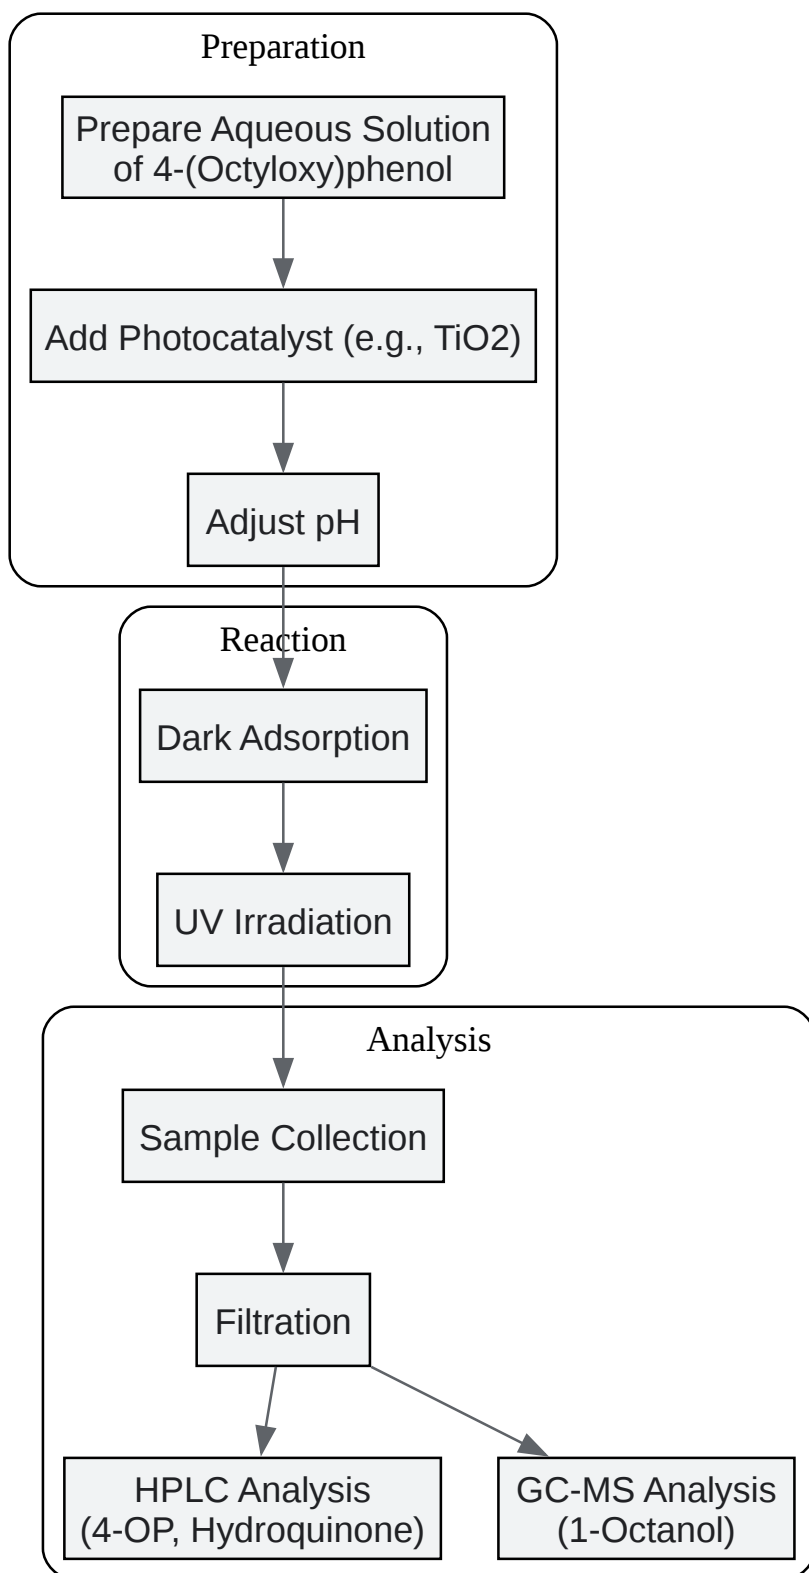 Preparation
Prepare Aqueous Solution
of 4-(Octyloxy)phenol
Add Photocatalyst (e.g., TiO2)
Adjust pH
Reaction
Dark Adsorption
UV Irradiation
Analysis
Sample Collection
Filtration
HPLC Analysis
(4-OP, Hydroquinone)
GC-MS Analysis
(1-Octanol)